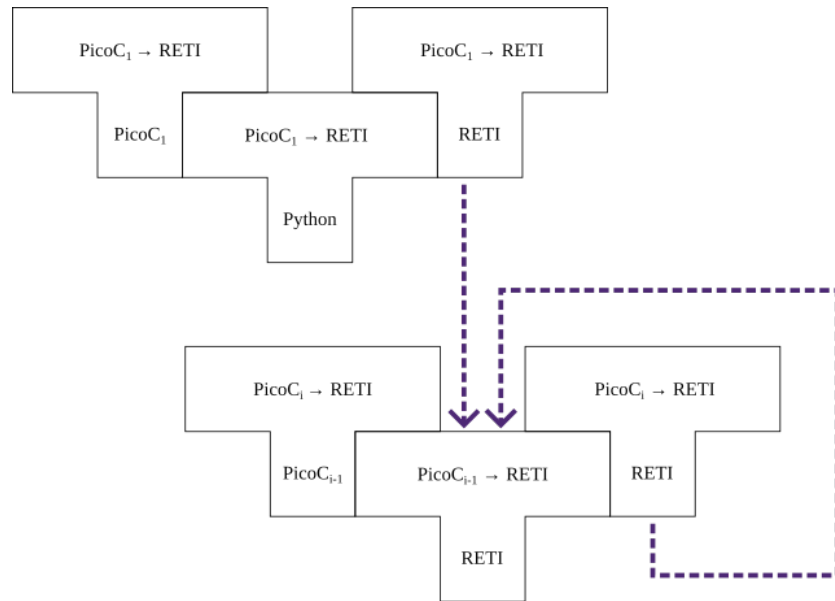 PicoC₁ → RETI
PicoC₁ → RETI
PicoC₁
PicoC₁ → RETI
RETI
Python
PicoCᵢ → RETI
PicoCᵢ → RETI
PicoCᵢ₋₁
PicoCᵢ₋₁ → RETI
RETI
RETI